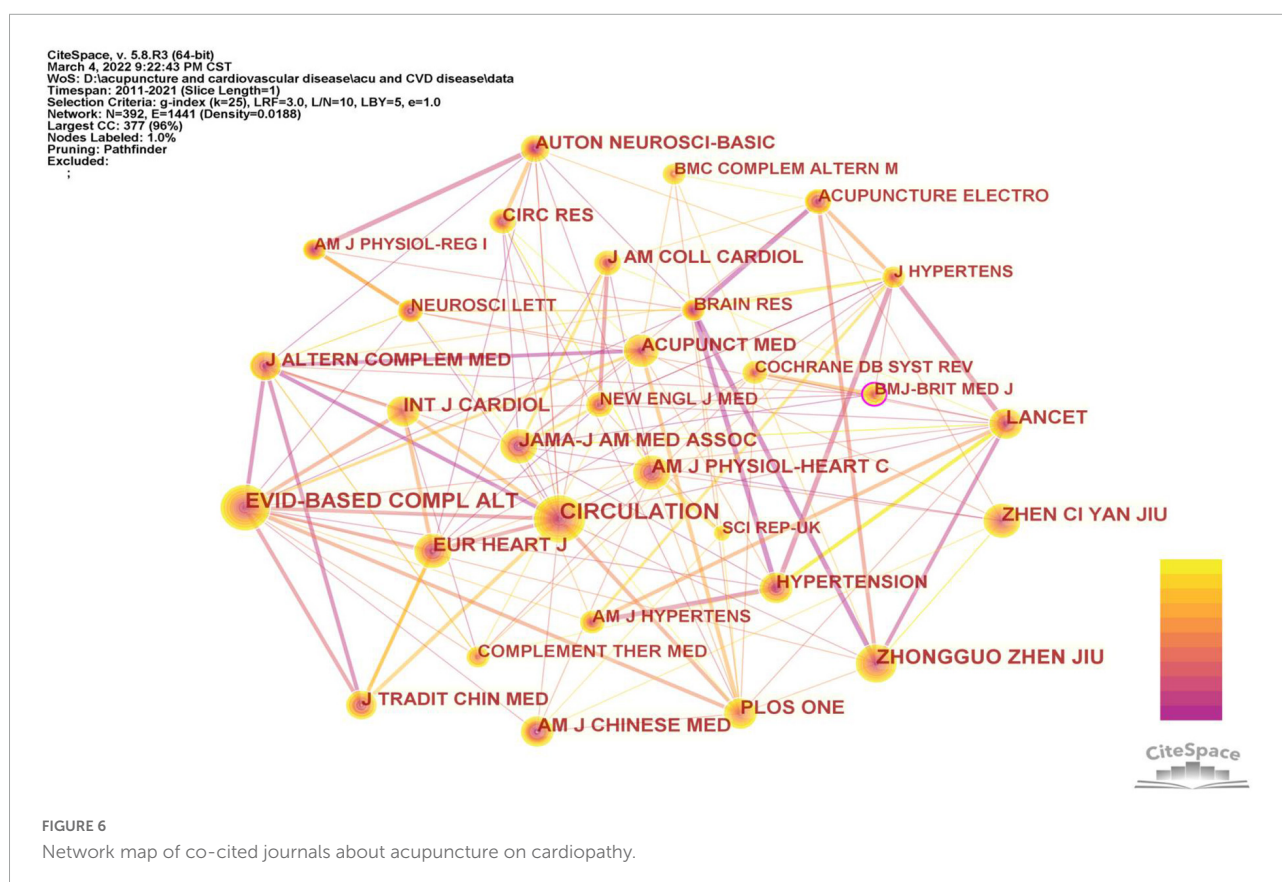 CiteSpace, v. 5.8.R3 (64-bit)
March 4, 2022 9:22:43 PM CST
WoS: D:\acupuncture and cardiovascular disease\acu and CVD disease\data
Timespan: 2011-2021 (Slice Length=1)
Selection Criteria: g-index (k=25), LRF=3.0, L/N=10, LBY=5, e=1.0
Network: N=392, E=1441 (Density=0.0188)
Largest CC: 377 (96%)
Nodes Labeled: 1.0%
Pruning: Pathfinder
Excluded:
;
AUTON NEUROSCI-BASIC
BMC COMPLEM ALTERN M
ACUPUNCTURE ELECTRO
CIRC RES
AM J PHYSIOL-REG I
J AM COLL CARDIOL
J HYPERTENS
NEUROSCI LETT
BRAIN RES
ACUPUNCT MED
J ALTERN COMPLEM MED
COCHRANE DB SYST REV
BMJ-BRIT MED J
NEW ENGL J MED
INT J CARDIOL
LANCET
JAMA-J AM MED ASSOC
AM J PHYSIOL-HEART C
EVID-BASED COMPL ALT
CIRCULATION
ZHEN CI YAN JIU
SCI REP-UK
EUR HEART J
HYPERTENSION
AM J HYPERTENS
COMPLEMENT THER MED
ZHONGGUO ZHEN JIU
J TRADIT CHIN MED
PLOS ONE
AM J CHINESE MED
CiteSpace
FIGURE 6
Network map of co-cited journals about acupuncture on cardiopathy.